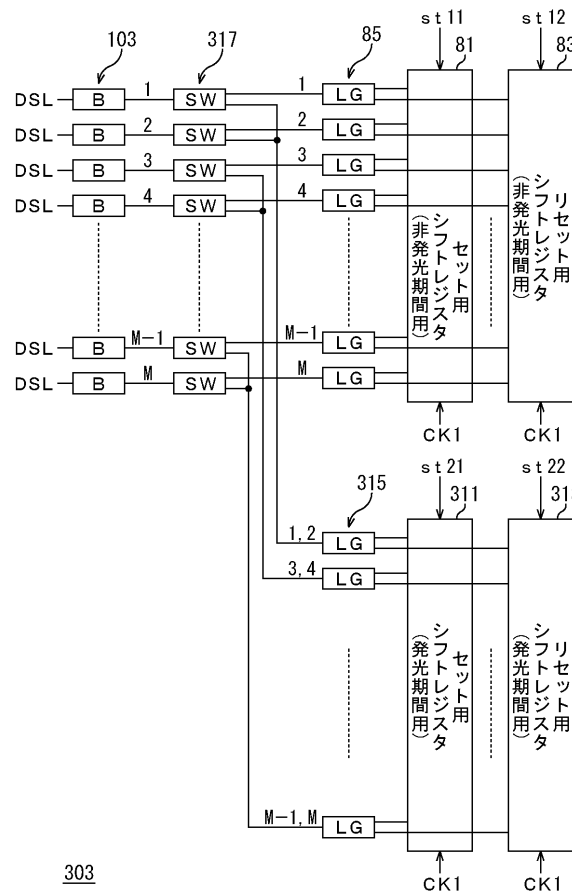 st11
st12
103
317
85
81
83
DSL B 1 SW 1 LG
DSL B 2 SW 2 LG
DSL B 3 SW 3 LG
DSL B 4 SW 4 LG
セット用
シフトレジスタ
(非発光期間用)
リセット用
シフトレジスタ
(非発光期間用)
DSL B M-1 SW M-1 LG
DSL B M SW M LG
CK1
CK1
st21
st22
315
311
1,2 LG
3,4 LG
セット用
シフトレジスタ
(発光期間用)
リセット用
シフトレジスタ
(発光期間用)
M-1,M LG
303
CK1
CK1